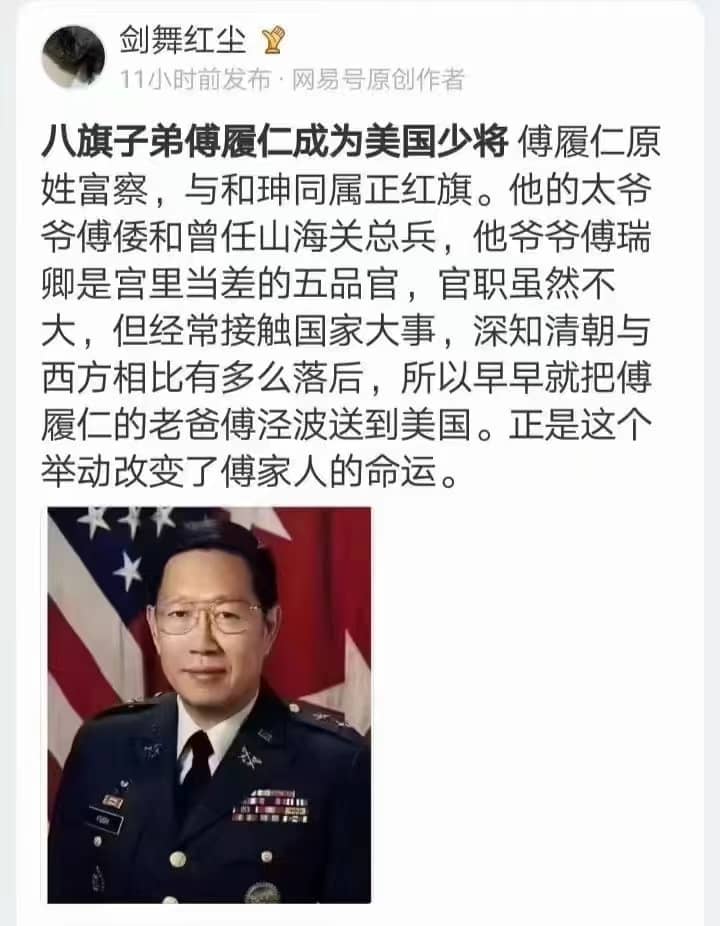 剑舞红尘
11小时前发布 · 网易号原创作者
八旗子弟傅履仁成为美国少将 傅履仁原
姓富察，与和珅同属正红旗。他的太爷
爷傅倭和曾任山海关总兵，他爷爷傅瑞
卿是宫里当差的五品官，官职虽然不
大，但经常接触国家大事，深知清朝与
西方相比有多么落后，所以早早就把傅
履仁的老爸傅泾波送到美国。正是这个
举动改变了傅家人的命运。
FUGH